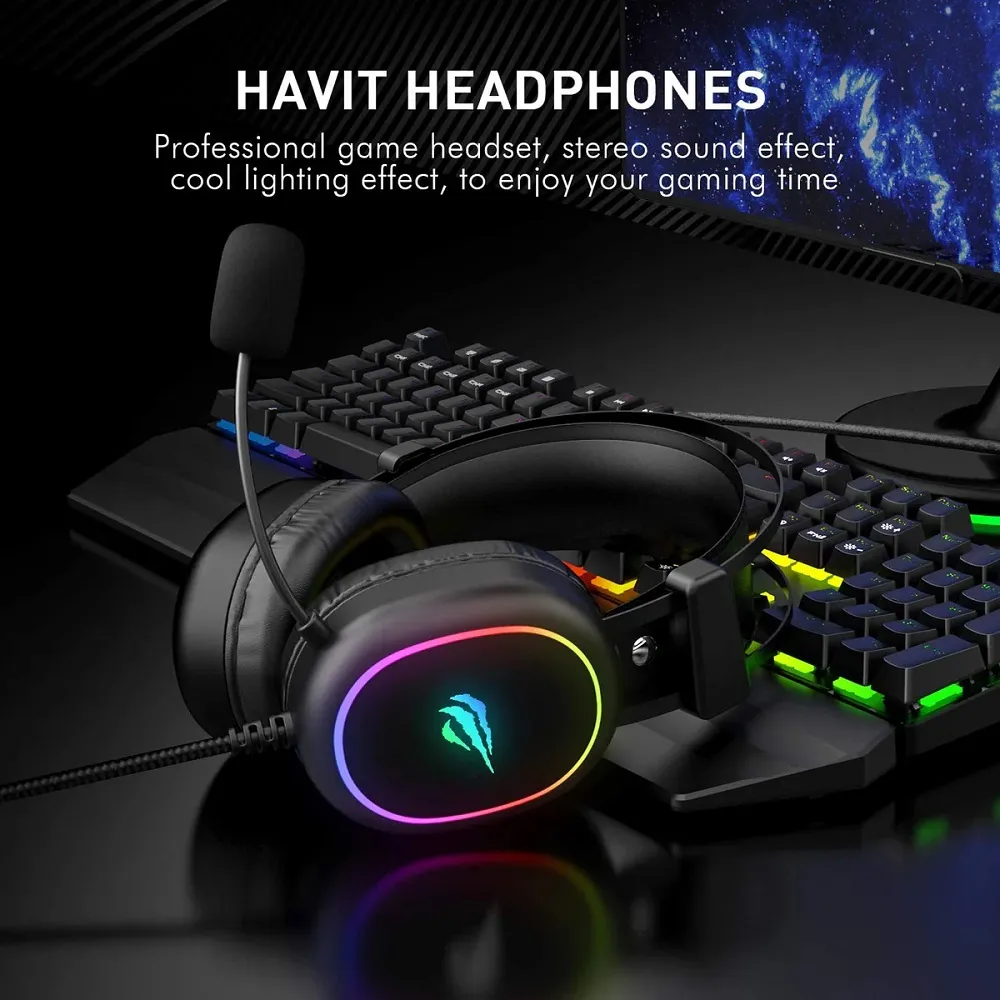 HAVIT HEADPHONES
Professional game headset, stereo sound effect,
cool lighting effect, to enjoy your gaming time